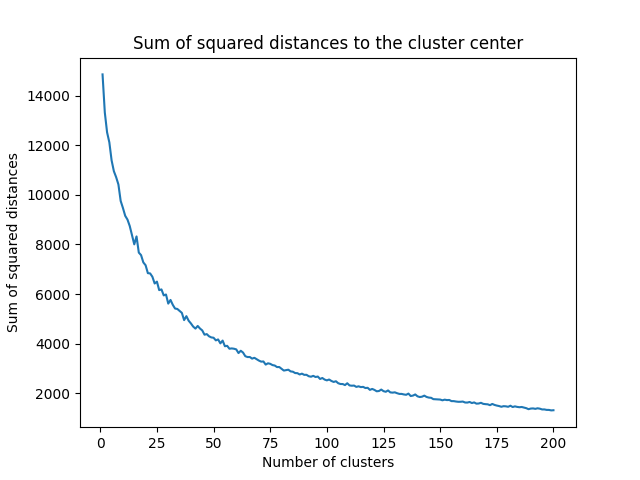 Sum of squared distances to the cluster center
14000
12000
10000
8000
6000
4000
2000
Sum of squared distances
0 25 50 75 100 125 150 175 200
Number of clusters